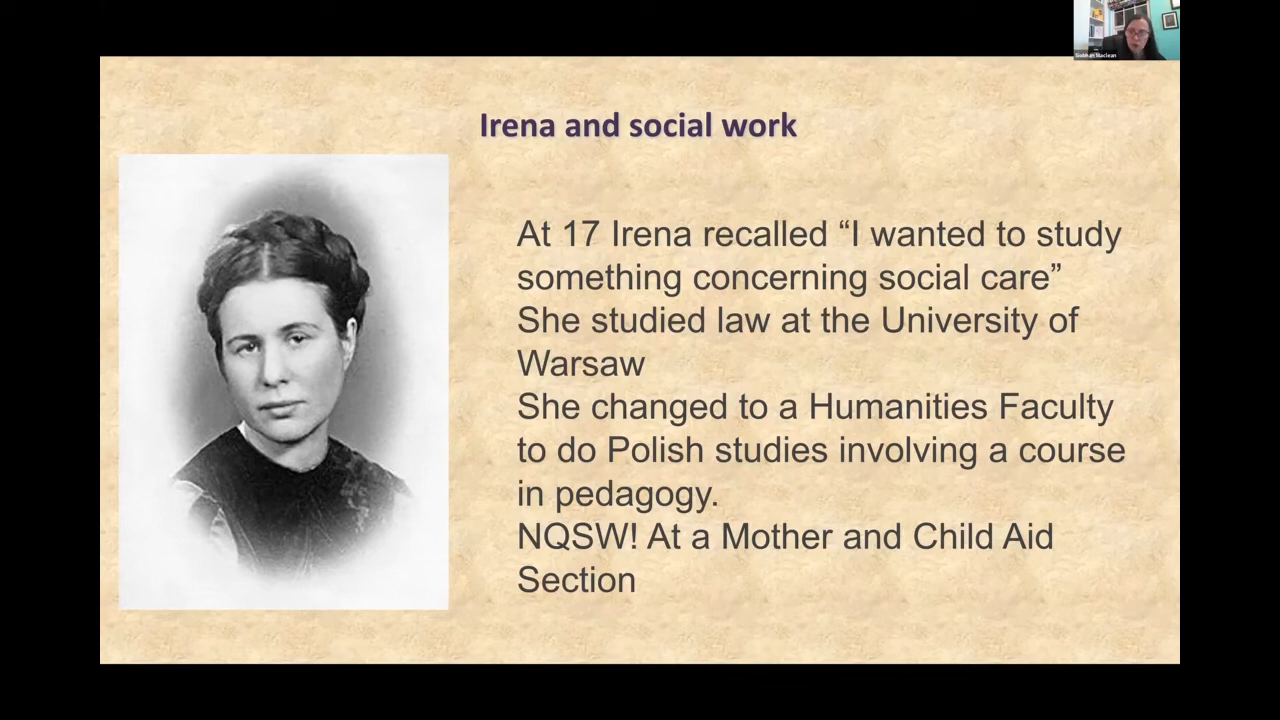 Siobhan Maclean
Irena and social work
At 17 Irena recalled “I wanted to study
something concerning social care”
She studied law at the University of
Warsaw
She changed to a Humanities Faculty
to do Polish studies involving a course
in pedagogy.
NQSW! At a Mother and Child Aid
Section